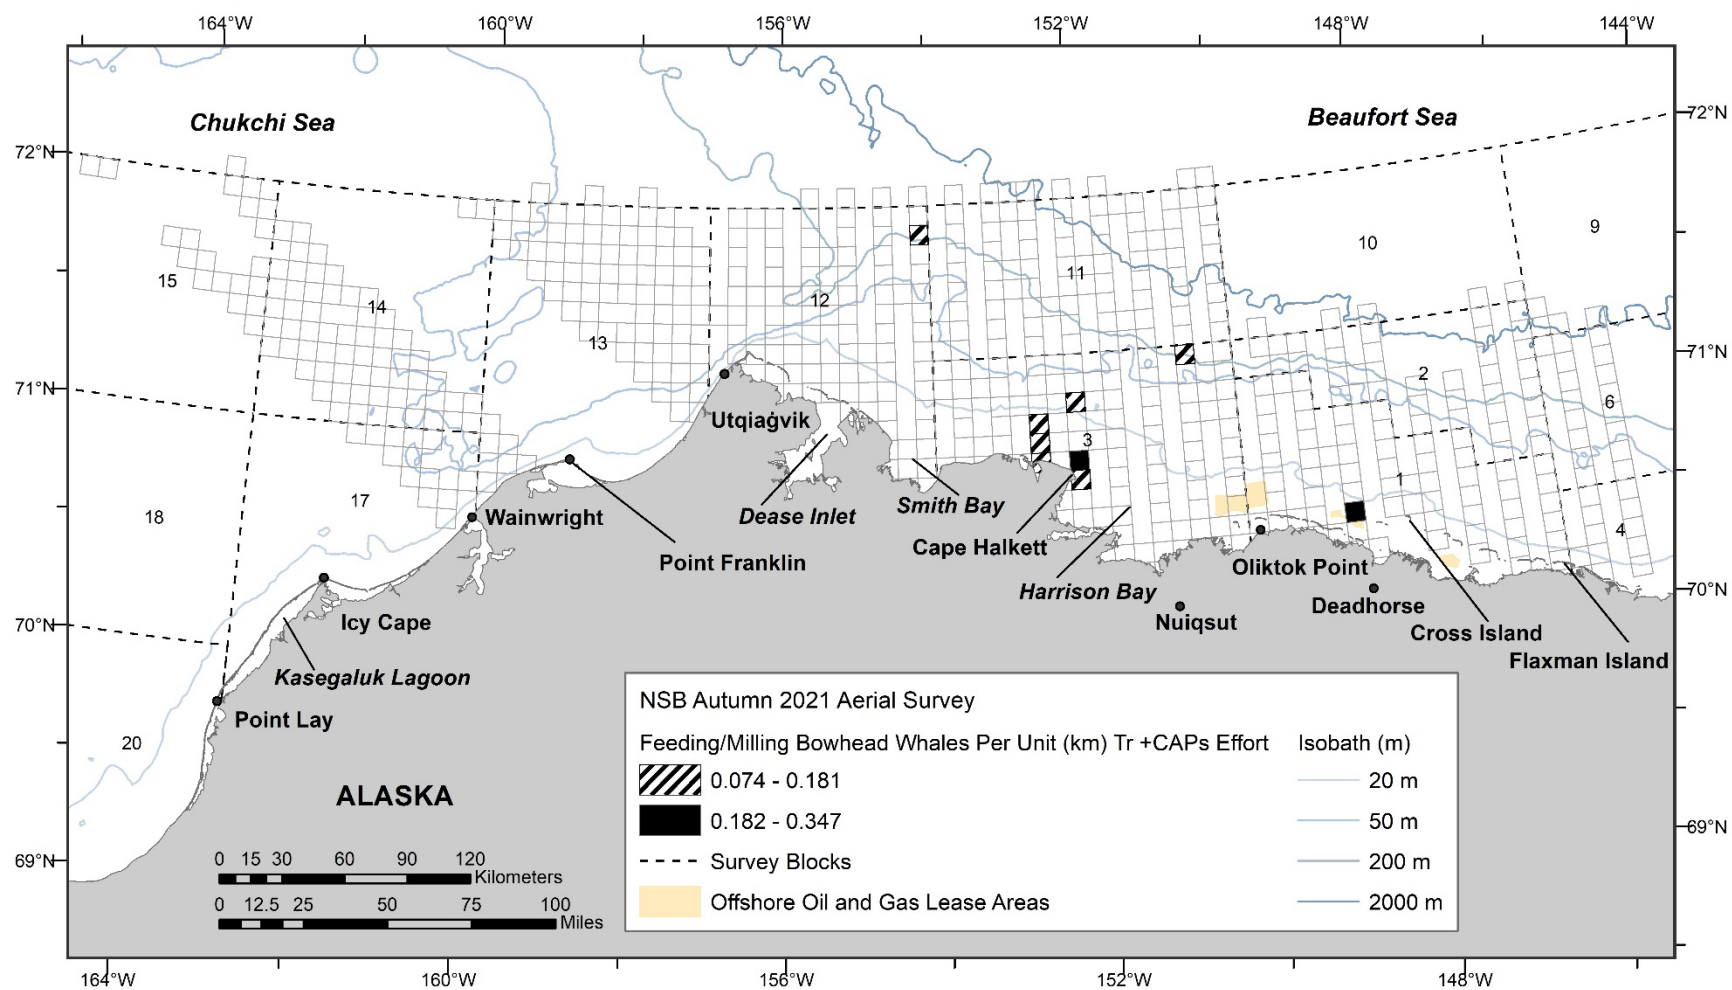 164°W 160°W 156°W 152°W 148°W 144°W
Chukchi Sea
Beaufort Sea
72°N
72°N
9
10
11
15
14
12
13
71°N
71°N
2
6
Utqiaġvik
3
1
Smith Bay
Dease Inlet
17
18
Wainwright
4
Cape Halkett
Point Franklin
Oliktok Point
70°N
Harrison Bay
Deadhorse
Icy Cape
Nuiqsut
70°N
Cross Island
Flaxman Island
Kasegaluk Lagoon
Point Lay
20
ALASKA
NSB Autumn 2021 Aerial Survey
Feeding/Milling Bowhead Whales Per Unit (km) Tr +CAPs Effort
0.074 - 0.181
0.182 - 0.347
Survey Blocks
Offshore Oil and Gas Lease Areas
Isobath (m)
20 m
50 m
200 m
2000 m
69°N
69°N
0 15 30 60 90 120
Kilometers
0 12.5 25 50 75 100
Miles
164°W 160°W 156°W 152°W 148°W